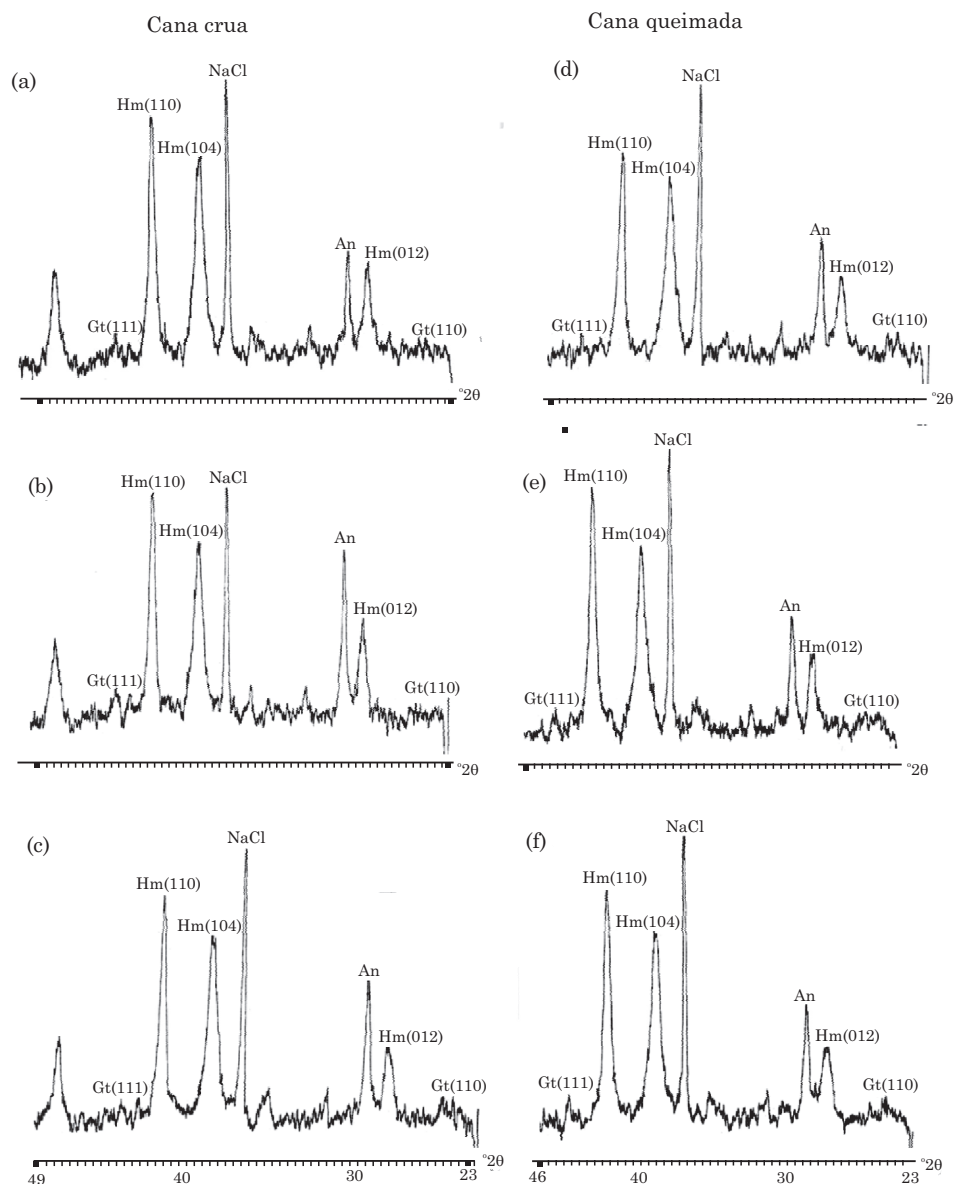 Cana crua
Cana queimada
(a)
NaCl
Hm(110)
Hm(104)
An
Hm(012)
Gt(111)
Gt(110)
°2θ
(d)
NaCl
Hm(110)
Hm(104)
An
Hm(012)
Gt(111)
Gt(110)
°2θ
(b)
Hm(110)
NaCl
Hm(104)
An
Hm(012)
Gt(111)
Gt(110)
°2θ
(e)
NaCl
Hm(110)
Hm(104)
An
Hm(012)
Gt(111)
Gt(110)
°2θ
(c)
NaCl
Hm(110)
Hm(104)
An
Hm(012)
Gt(111)
Gt(110)
°2θ
49 40 30 23
(f)
NaCl
Hm(110)
Hm(104)
An
Hm(012)
Gt(111)
Gt(110)
°2θ
46 40 30 23